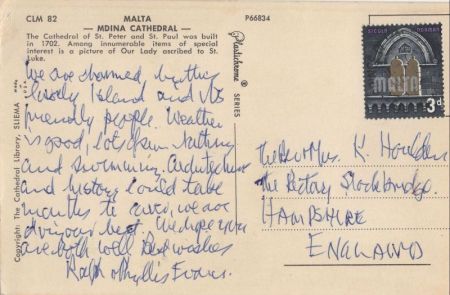 CLM 82
MALTA
P66834
— MDINA CATHEDRAL —
The Cathedral of St. Peter and St. Paul was built
in 1702. Among innumerable items of special
interest is a picture of Our Lady ascribed to St.
Luke.
We are charmed by this
lovely Island and its
friendly people. Weather
is good, lots of sun bathing
and swimming. Architecture
and history could take
months to cover, we are
doing our best. We hope you
are both well Best wishes
Ralph & Phyllis Evans.
Copyright: The Cathedral Library, SLIEMA
Plastichrome
SERIES
SICULO NORMAN
MALTA
3d
The Rev & Mrs. K. Houlden
The Rectory Stockbridge.
HAMPSHIRE
ENGLAND